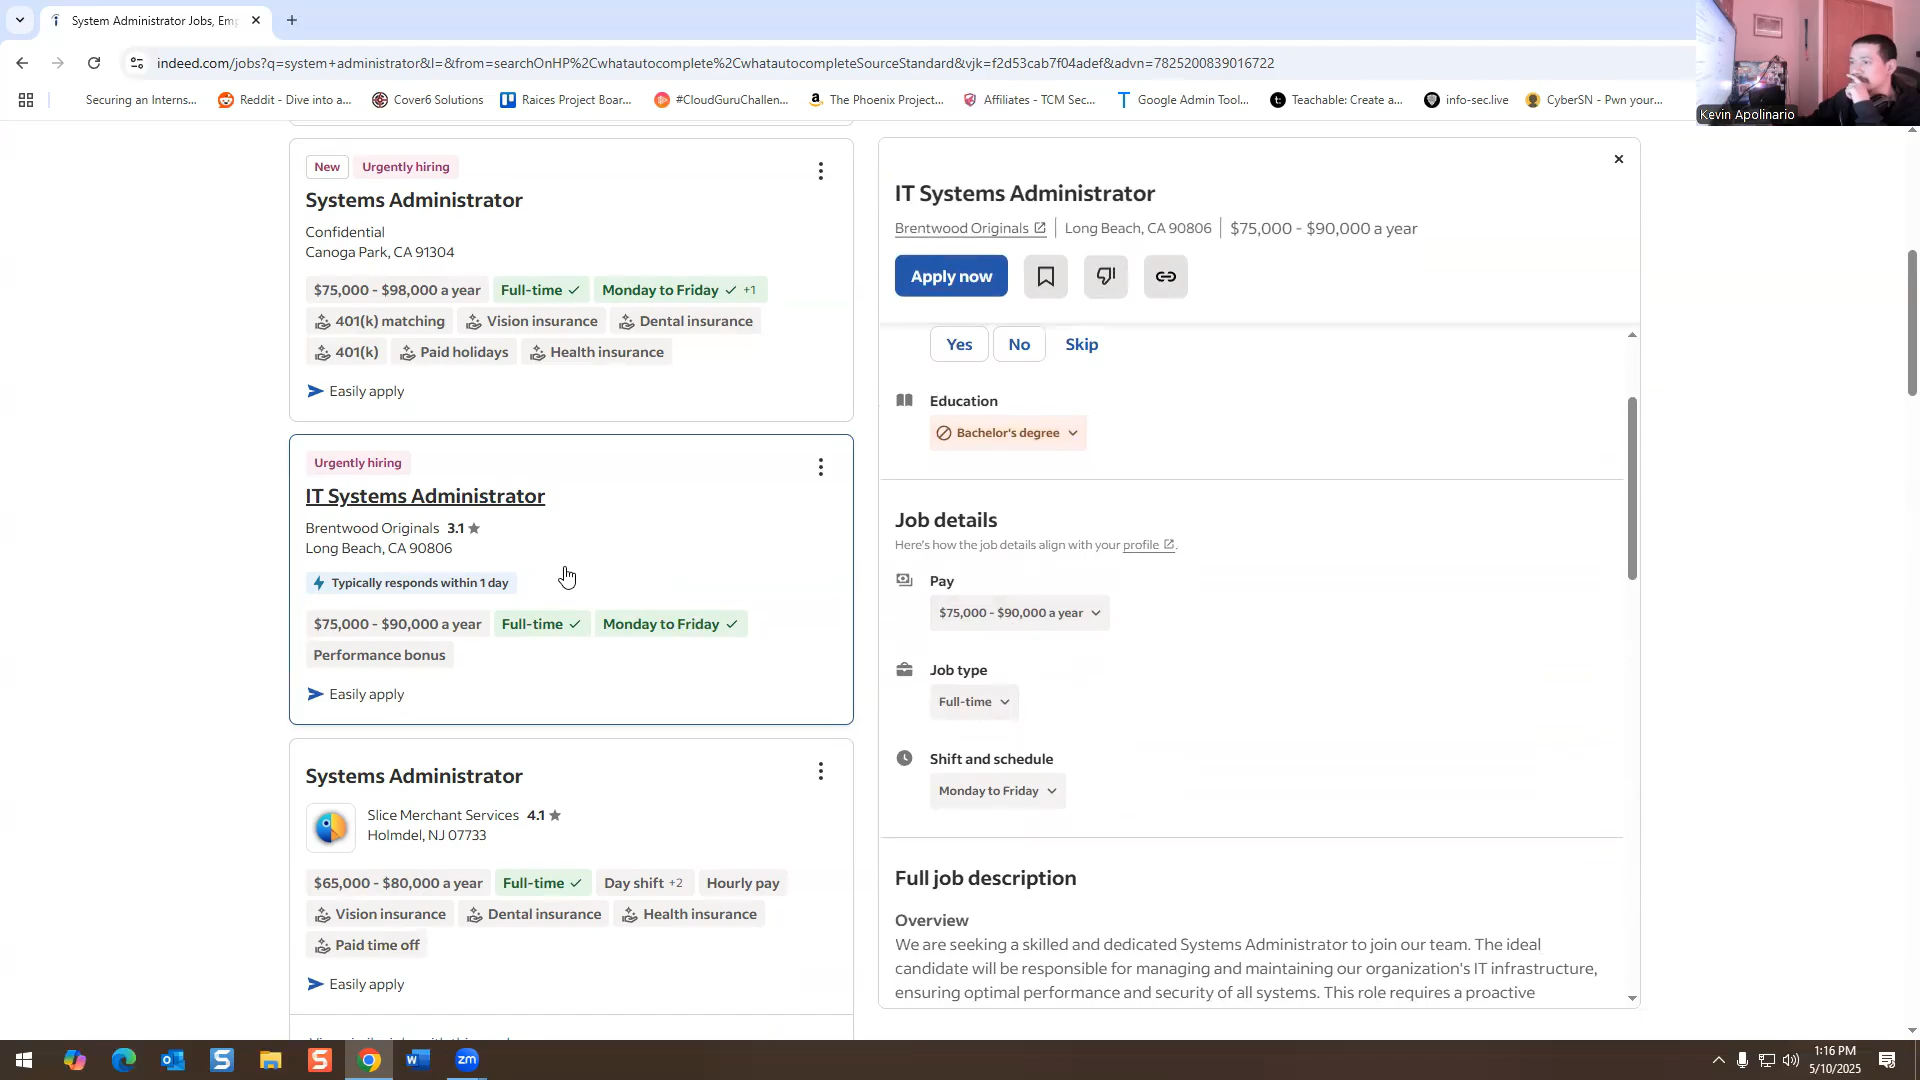 System Administrator Jobs, Em
indeed.com/jobs?q=system+administrator&l=&from=searchOnHP%2Cwhatautocomplete%2CwhatautocompleteSourceStandard&vjk=f2d53cab7f04adef&advn=7825200839016722
Securing an Interns...
Reddit - Dive into a...
Cover6 Solutions
Raices Project Boar...
#CloudGuruChallen...
The Phoenix Project...
Affiliates - TCM Sec...
Google Admin Tool...
Teachable: Create a...
info-sec.live
CyberSN - Pwn your...
Kevin Apolinario
New
Urgently hiring
Systems Administrator
Confidential
Canoga Park, CA 91304
$75,000 - $98,000 a year
Full-time
Monday to Friday +1
401(k) matching
Vision insurance
Dental insurance
401(k)
Paid holidays
Health insurance
Easily apply
Urgently hiring
IT Systems Administrator
Brentwood Originals 3.1
Long Beach, CA 90806
Typically responds within 1 day
$75,000 - $90,000 a year
Full-time
Monday to Friday
Performance bonus
Easily apply
Systems Administrator
Slice Merchant Services 4.1
Holmdel, NJ 07733
$65,000 - $80,000 a year
Full-time
Day shift +2
Hourly pay
Vision insurance
Dental insurance
Health insurance
Paid time off
Easily apply
IT Systems Administrator
Brentwood Originals
Long Beach, CA 90806
$75,000 - $90,000 a year
Apply now
Yes
No
Skip
Education
Bachelor's degree
Job details
Here's how the job details align with your profile.
Pay
$75,000 - $90,000 a year
Job type
Full-time
Shift and schedule
Monday to Friday
Full job description
Overview
We are seeking a skilled and dedicated Systems Administrator to join our team. The ideal
candidate will be responsible for managing and maintaining our organization's IT infrastructure,
ensuring optimal performance and security of all systems. This role requires a proactive
zm
1:16 PM
5/10/2025